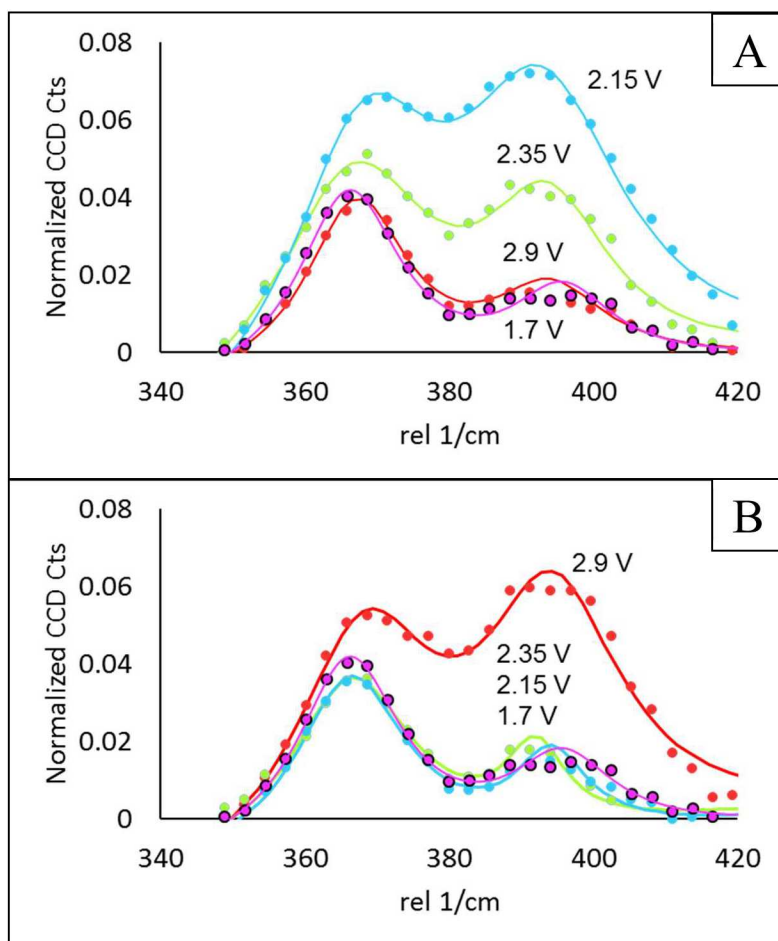 A
0.08
0.06
0.04
0.02
0
Normalized CCD Cts
2.15 V
2.35 V
2.9 V
1.7 V
340
360
380
400
420
rel 1/cm
B
0.08
0.06
0.04
0.02
0
Normalized CCD Cts
2.9 V
2.35 V
2.15 V
1.7 V
340
360
380
400
420
rel 1/cm